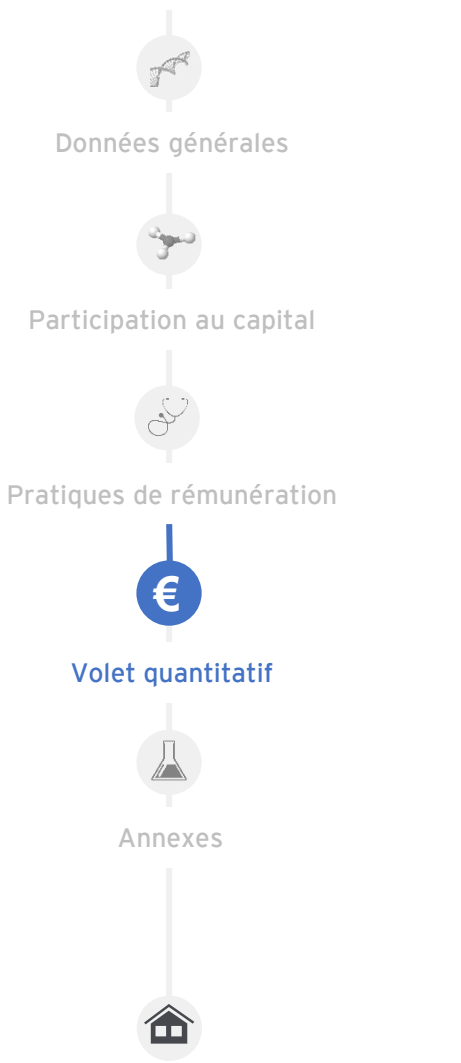 Données générales
Participation au capital
Pratiques de rémunération
€
Volet quantitatif
Annexes